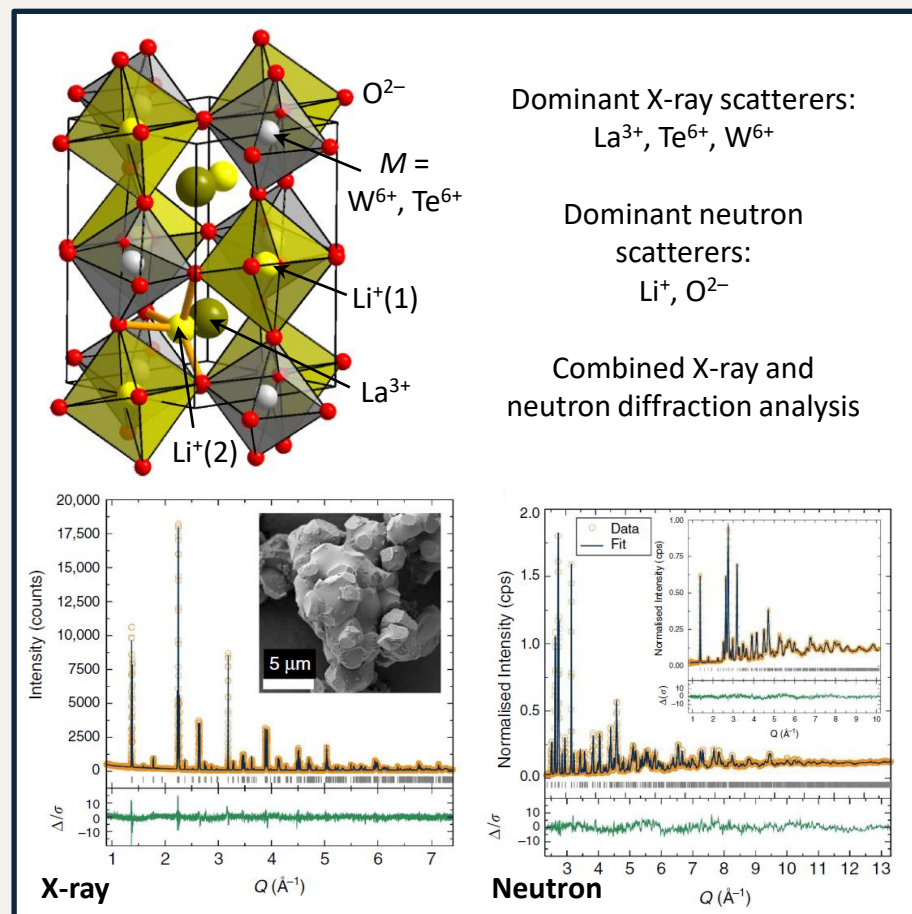 O2–
M =
W6+, Te6+
Li+(1)
La3+
Li+(2)
Dominant X-ray scatterers:
La3+, Te6+, W6+
Dominant neutron
scatterers:
Li+, O2–
Combined X-ray and
neutron diffraction analysis
20,000
17,500
15,000
12,500
10,000
7500
5000
2500
0
Intensity (counts)
5 μm
10
0
−10
Δ/σ
1 2 3 4 5 6 7
Q (Å−1)
X-ray
2.0
1.5
1.0
0.5
0.0
Normalised Intensity (cps)
Data
Fit
1.00
0.75
0.50
0.25
0.00
Normalised Intensity (cps)
10
0
−10
Δ(σ)
1 2 3 4 5 6 7 8 9 10
Q (Å−1)
10
0
−10
Δ/σ
3 4 5 6 7 8 9 10 11 12 13
Q (Å−1)
Neutron